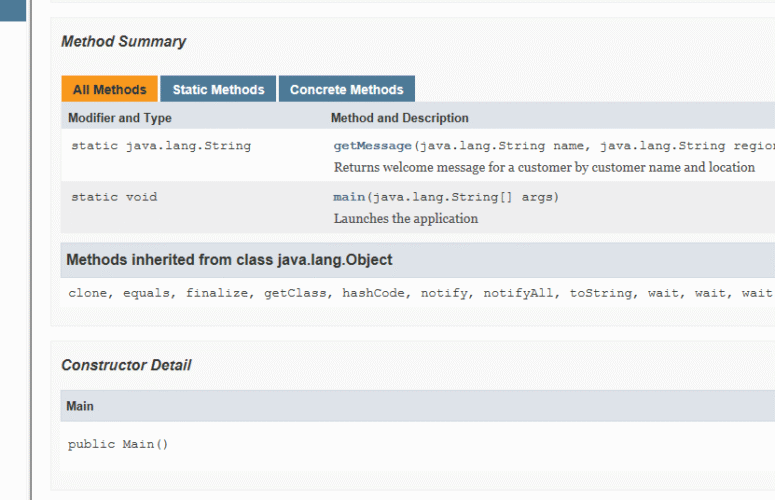 Method Summary
All Methods Static Methods Concrete Methods
Modifier and Type Method and Description
static java.lang.String getMessage(java.lang.String name, java.lang.String
Returns welcome message for a customer by customer name and location
static void main(java.lang.String[] args)
Launches the application
Methods inherited from class java.lang.Object
clone, equals, finalize, getClass, hashCode, notify, notifyAll, toString, wait, wait, wait
Constructor Detail
Main
public Main()